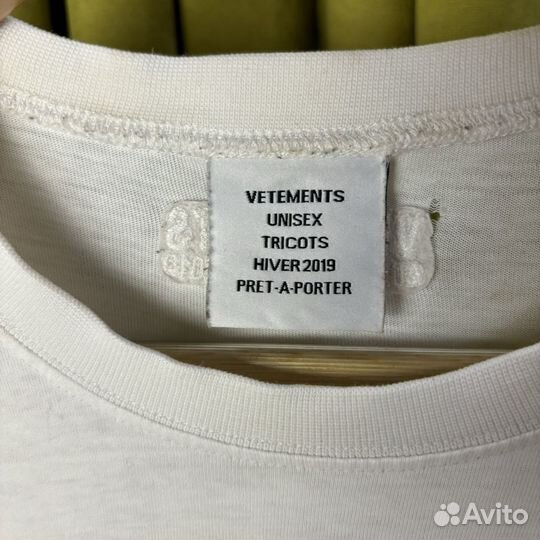 VETEMENTS
UNISEX
TRICOTS
HIVER 2019
PRET-A-PORTER
Avito